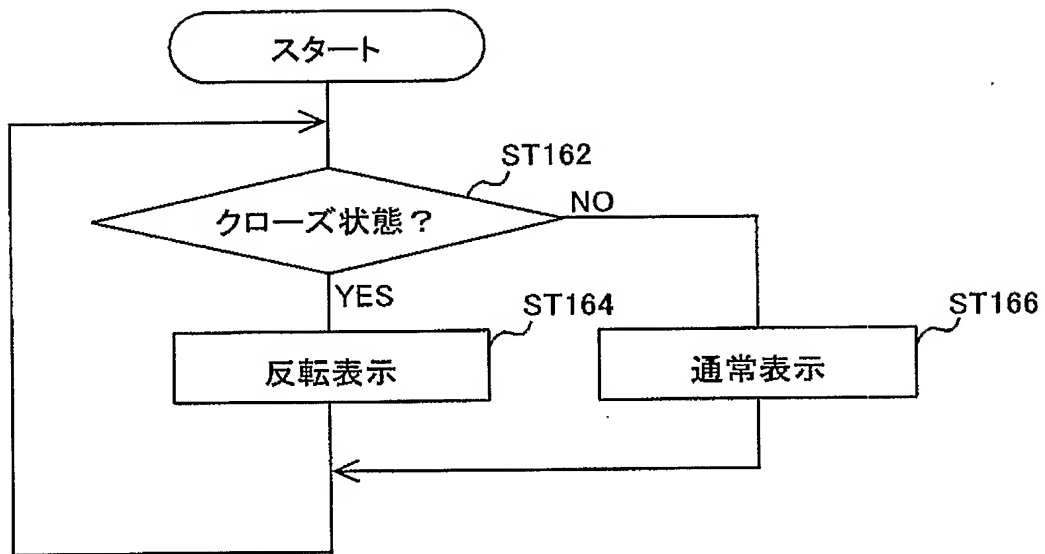 スタート
ST162
クローズ状態？
NO
YES
ST164
ST166
反転表示
通常表示